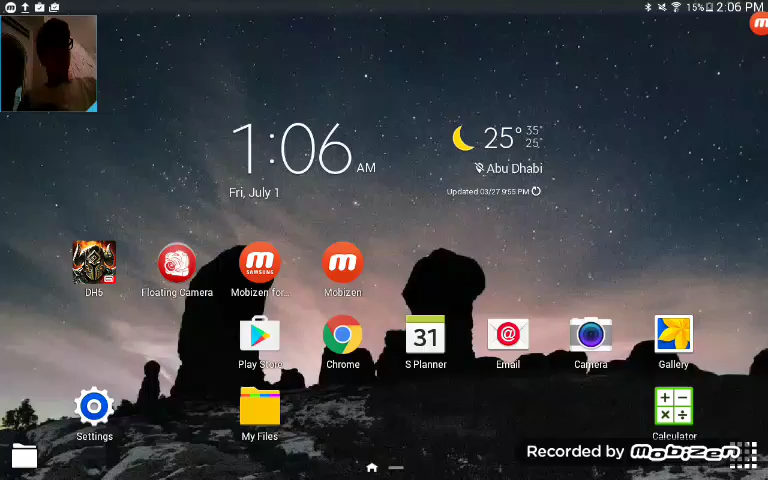 15% 2:06 PM
m
1:06 AM
25° 35° 25°
Abu Dhabi
Fri, July 1
Updated 03/27 9:55 PM
m
SAMSUNG
m
DH5
Floating Camera
Mobizen for...
Mobizen
31
@
Play Store
Chrome
S Planner
Email
Camera
Gallery
Settings
My Files
Calculator
Recorded by mobizen